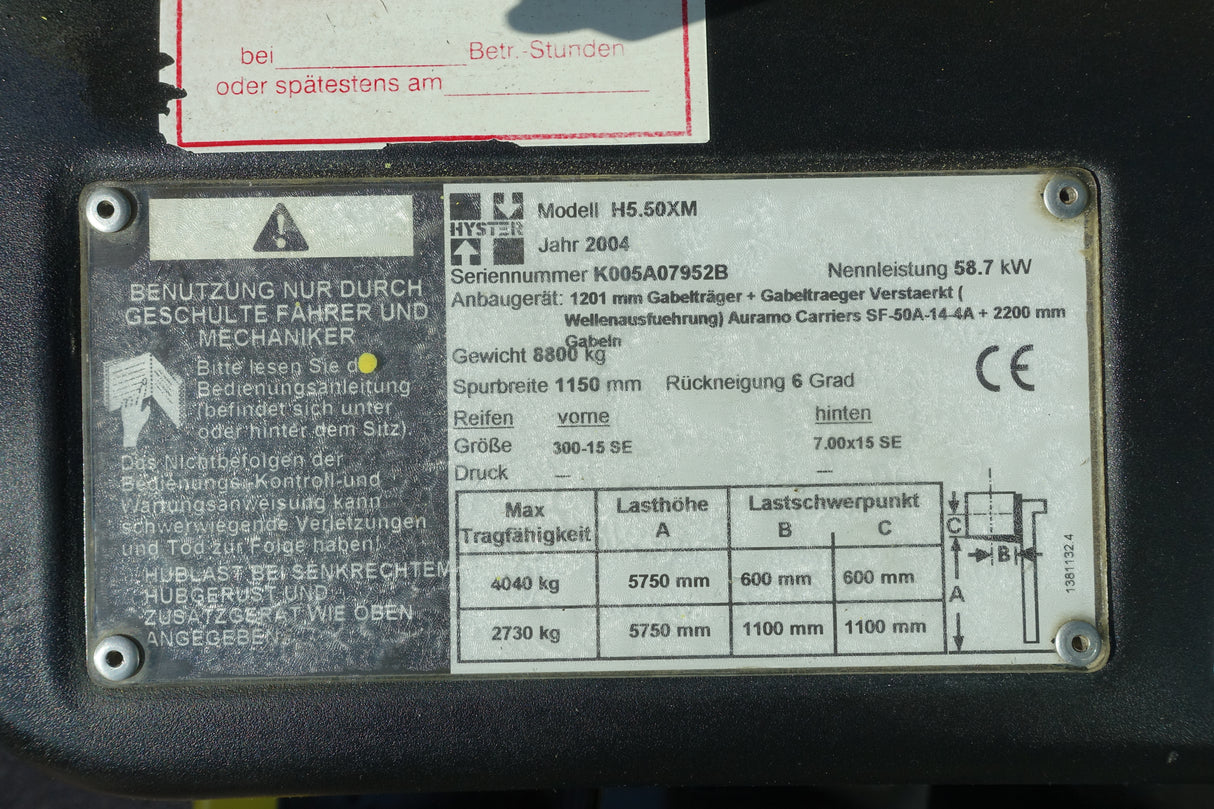 bei Betr.-Stunden
oder spätestens am
BENUTZUNG NUR DURCH
GESCHULTE FAHRER UND
MECHANIKER
Bitte lesen Sie
Bedienungsanleitung
(befindet sich unter
oder hinter dem Sitz).
Das Nichtbefolgen der
Bedienungs-,Kontroll-und
Wartungsanweisung kann
schwerwiegende Verletzungen
und Tod zur Folge haben!
HUBLAST BEI SENKRECHTEM
HUBGERUST UND
ZUSATZGERAT WIE OBEN
ANGEGEBEN
HYSTER
Modell H5.50XM
Jahr 2004
Seriennummer K005A07952B Nennleistung 58.7 kW
Anbaugerät: 1201 mm Gabelträger + Gabeltraeger Verstaerkt (
Wellenausfuehrung) Auramo Carriers SF-50A-14-4A + 2200 mm
Gabeln
Gewicht 8800 kg
Spurbreite 1150 mm Rückneigung 6 Grad
CE
Reifen vorne hinten
Größe 300-15 SE 7.00x15 SE
Druck — —
Max Lasthöhe Lastschwerpunkt
Tragfähigkeit A B C
4040 kg 5750 mm 600 mm 600 mm
2730 kg 5750 mm 1100 mm 1100 mm
C
B
A
1381132.4